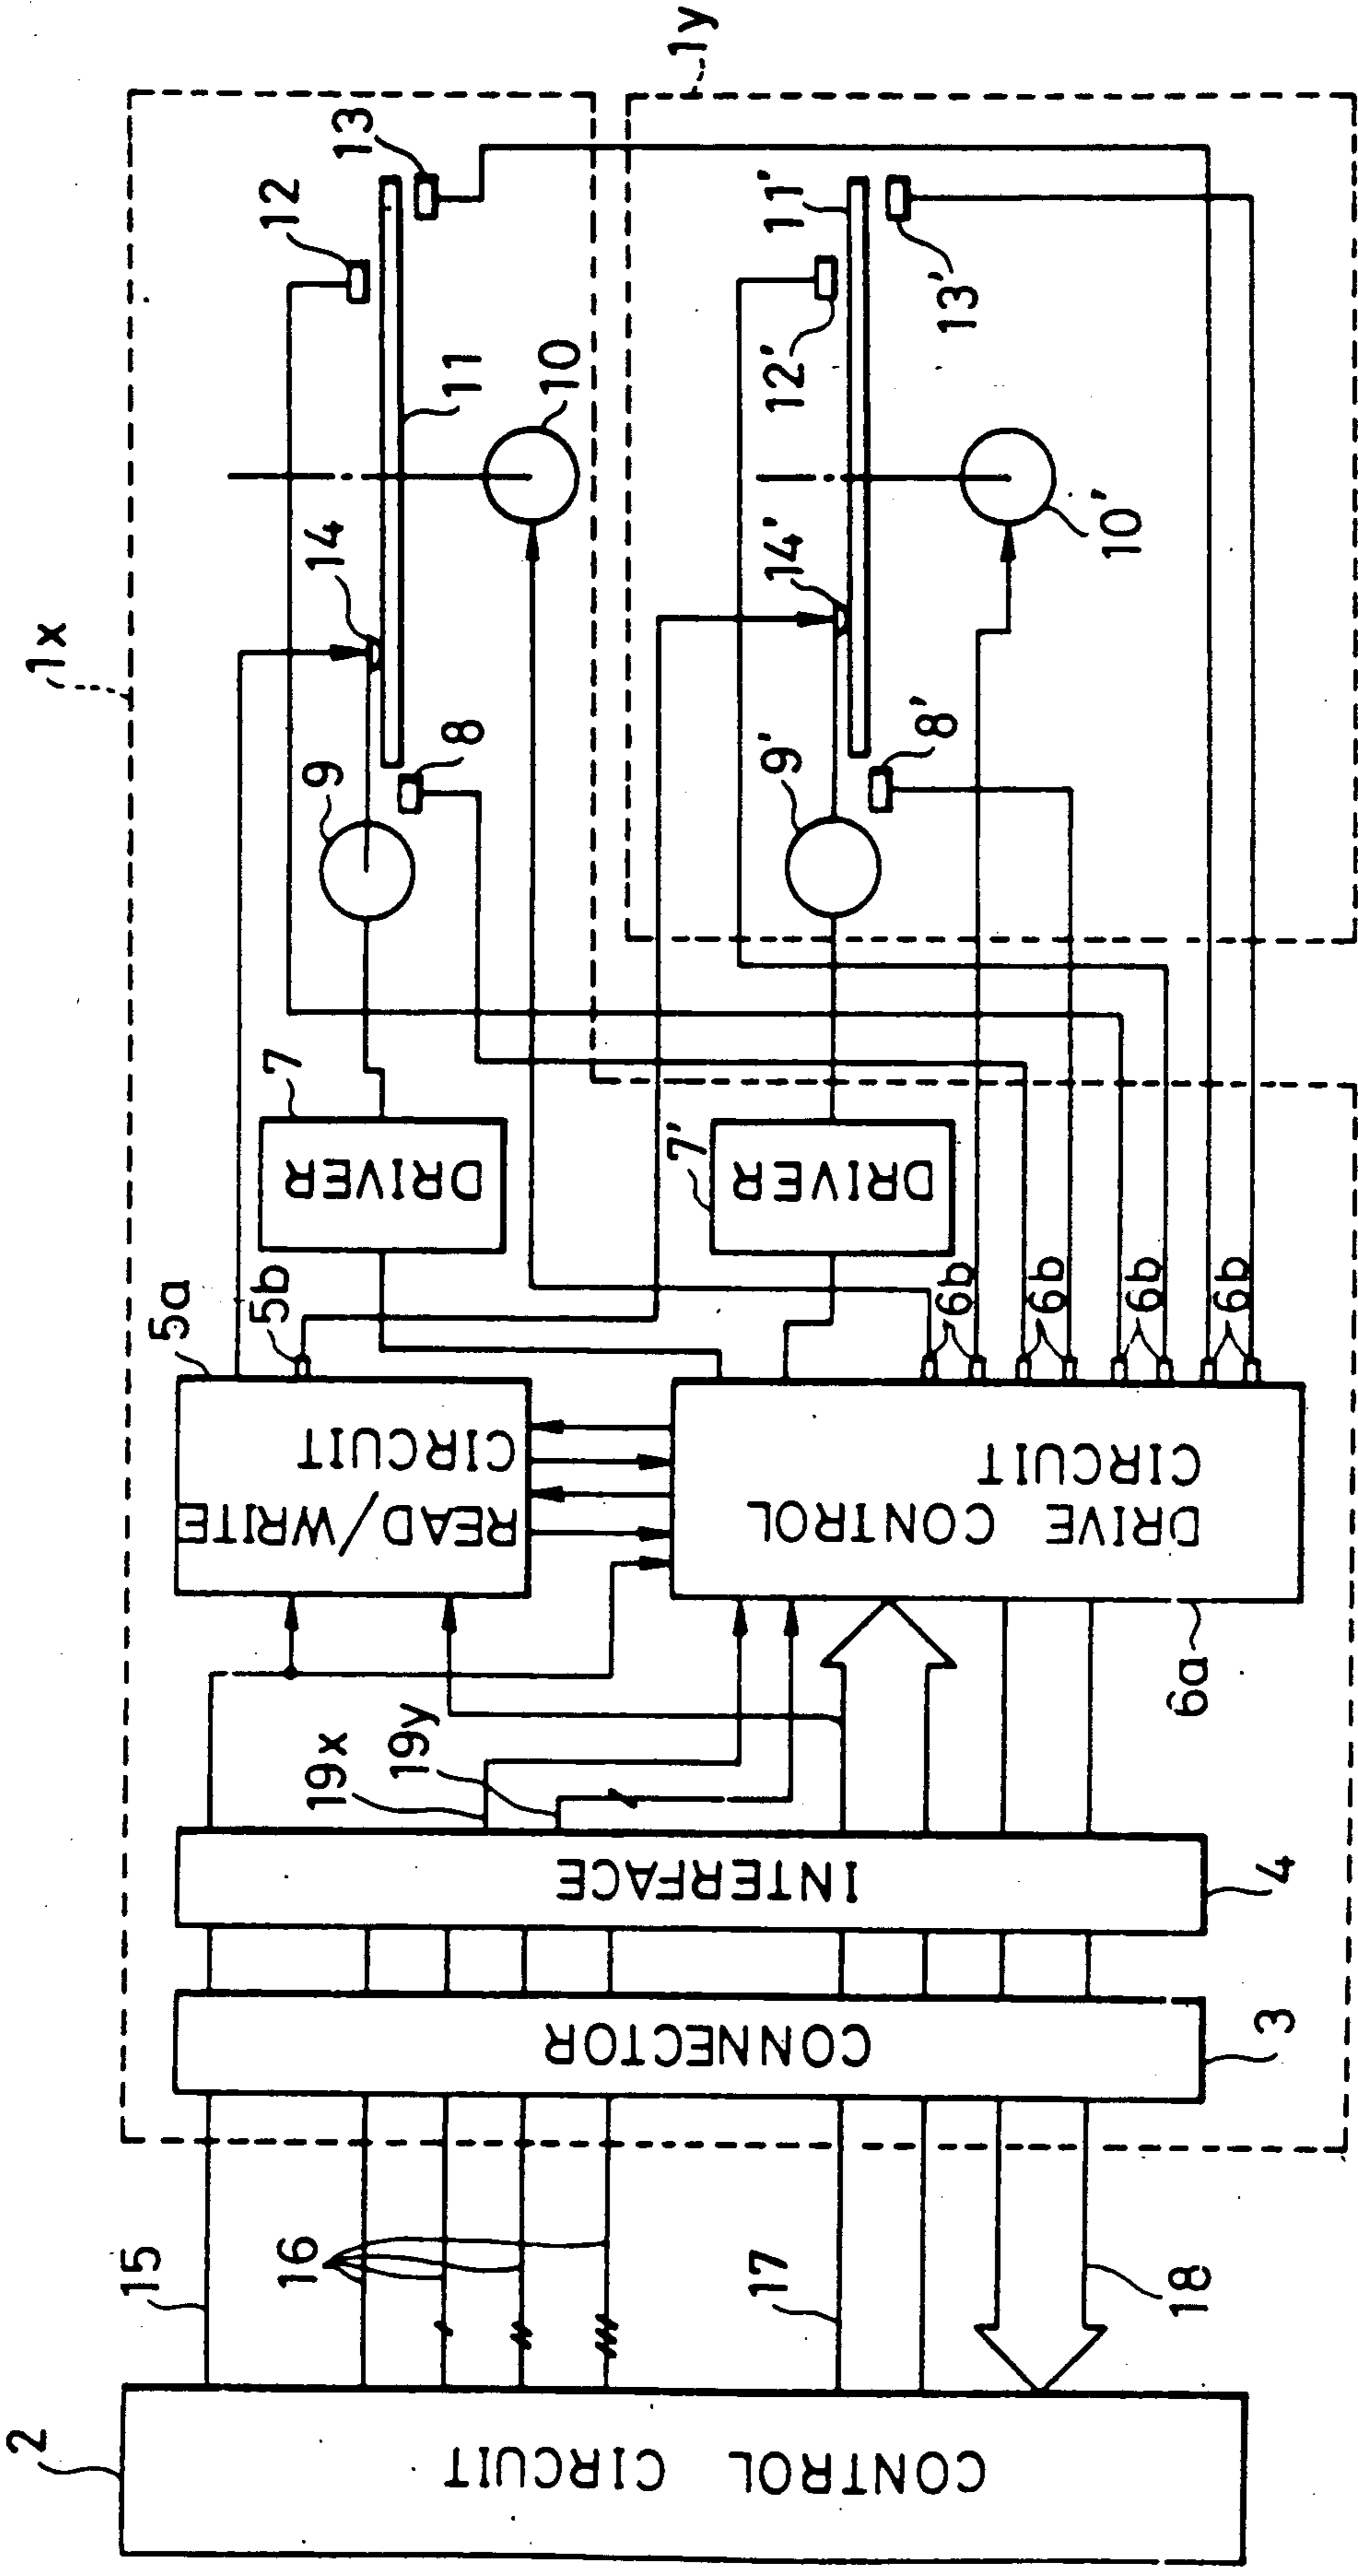 1x
1y
12
13
11
10
14
9
8
7
DRIVER
5a
5b
READ/WRITE
CIRCUIT
11'
13'
12'
10'
14'
9'
8'
7'
DRIVER
6b
6b
6b
6b
DRIVE CONTROL
CIRCUIT
6a
19x
19y
INTERFACE
4
CONNECTOR
3
15
16
17
18
2
CONTROL CIRCUIT